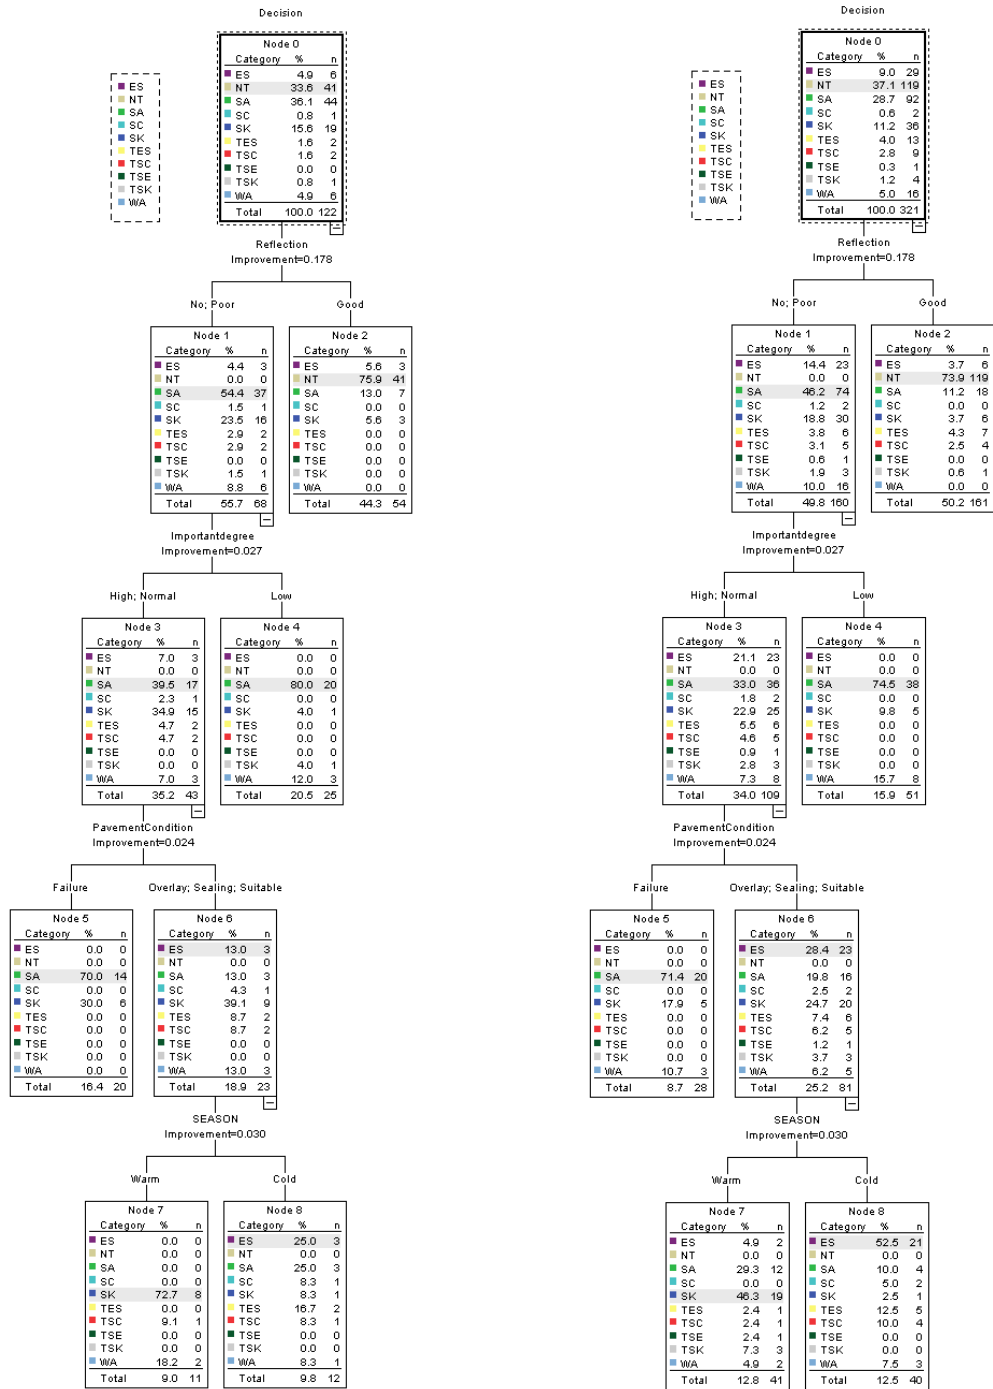 Decision
Node 0
Category % n
ES 4.9 6
NT 33.6 41
SA 36.1 44
SC 0.8 1
SK 15.6 19
TES 1.6 2
TSC 1.6 2
TSE 0.0 0
TSK 0.8 1
WA 4.9 6
Total 100.0 122
ES
NT
SA
SC
SK
TES
TSC
TSE
TSK
WA
Reflection
Improvement=0.178
No; Poor
Good
Node 1
Category % n
ES 4.4 3
NT 0.0 0
SA 54.4 37
SC 1.5 1
SK 23.5 16
TES 2.9 2
TSC 2.9 2
TSE 0.0 0
TSK 1.5 1
WA 8.8 6
Total 55.7 68
Node 2
Category % n
ES 5.6 3
NT 75.9 41
SA 13.0 7
SC 0.0 0
SK 5.6 3
TES 0.0 0
TSC 0.0 0
TSE 0.0 0
TSK 0.0 0
WA 0.0 0
Total 44.3 54
Importantdegree
Improvement=0.027
High; Normal
Low
Node 3
Category % n
ES 7.0 3
NT 0.0 0
SA 39.5 17
SC 2.3 1
SK 34.9 15
TES 4.7 2
TSC 4.7 2
TSE 0.0 0
TSK 0.0 0
WA 7.0 3
Total 35.2 43
Node 4
Category % n
ES 0.0 0
NT 0.0 0
SA 80.0 20
SC 0.0 0
SK 4.0 1
TES 0.0 0
TSC 0.0 0
TSE 0.0 0
TSK 4.0 1
WA 12.0 3
Total 20.5 25
PavementCondition
Improvement=0.024
Failure
Overlay; Sealing; Suitable
Node 5
Category % n
ES 0.0 0
NT 0.0 0
SA 70.0 14
SC 0.0 0
SK 30.0 6
TES 0.0 0
TSC 0.0 0
TSE 0.0 0
TSK 0.0 0
WA 0.0 0
Total 16.4 20
Node 6
Category % n
ES 13.0 3
NT 0.0 0
SA 13.0 3
SC 4.3 1
SK 39.1 9
TES 8.7 2
TSC 8.7 2
TSE 0.0 0
TSK 0.0 0
WA 13.0 3
Total 18.9 23
SEASON
Improvement=0.030
Warm
Cold
Node 7
Category % n
ES 0.0 0
NT 0.0 0
SA 0.0 0
SC 0.0 0
SK 72.7 8
TES 0.0 0
TSC 9.1 1
TSE 0.0 0
TSK 0.0 0
WA 18.2 2
Total 9.0 11
Node 8
Category % n
ES 25.0 3
NT 0.0 0
SA 25.0 3
SC 8.3 1
SK 8.3 1
TES 16.7 2
TSC 8.3 1
TSE 0.0 0
TSK 0.0 0
WA 8.3 1
Total 9.8 12
Decision
Node 0
Category % n
ES 9.0 29
NT 37.1 119
SA 28.7 92
SC 0.6 2
SK 11.2 36
TES 4.0 13
TSC 2.8 9
TSE 0.3 1
TSK 1.2 4
WA 5.0 16
Total 100.0 321
ES
NT
SA
SC
SK
TES
TSC
TSE
TSK
WA
Reflection
Improvement=0.178
No; Poor
Good
Node 1
Category % n
ES 14.4 23
NT 0.0 0
SA 46.2 74
SC 1.2 2
SK 18.8 30
TES 3.8 6
TSC 3.1 5
TSE 0.6 1
TSK 1.9 3
WA 10.0 16
Total 49.8 160
Node 2
Category % n
ES 3.7 6
NT 73.9 119
SA 11.2 18
SC 0.0 0
SK 3.7 6
TES 4.3 7
TSC 2.5 4
TSE 0.0 0
TSK 0.6 1
WA 0.0 0
Total 50.2 161
Importantdegree
Improvement=0.027
High; Normal
Low
Node 3
Category % n
ES 21.1 23
NT 0.0 0
SA 33.0 36
SC 1.8 2
SK 22.9 25
TES 5.5 6
TSC 4.6 5
TSE 0.9 1
TSK 2.8 3
WA 7.3 8
Total 34.0 109
Node 4
Category % n
ES 0.0 0
NT 0.0 0
SA 74.5 38
SC 0.0 0
SK 9.8 5
TES 0.0 0
TSC 0.0 0
TSE 0.0 0
TSK 0.0 0
WA 15.7 8
Total 15.9 51
PavementCondition
Improvement=0.024
Failure
Overlay; Sealing; Suitable
Node 5
Category % n
ES 0.0 0
NT 0.0 0
SA 71.4 20
SC 0.0 0
SK 17.9 5
TES 0.0 0
TSC 0.0 0
TSE 0.0 0
TSK 0.0 0
WA 10.7 3
Total 8.7 28
Node 6
Category % n
ES 28.4 23
NT 0.0 0
SA 19.8 16
SC 2.5 2
SK 24.7 20
TES 7.4 6
TSC 6.2 5
TSE 1.2 1
TSK 3.7 3
WA 6.2 5
Total 25.2 81
SEASON
Improvement=0.030
Warm
Cold
Node 7
Category % n
ES 4.9 2
NT 0.0 0
SA 29.3 12
SC 0.0 0
SK 46.3 19
TES 2.4 1
TSC 2.4 1
TSE 2.4 1
TSK 7.3 3
WA 4.9 2
Total 12.8 41
Node 8
Category % n
ES 52.5 21
NT 0.0 0
SA 10.0 4
SC 5.0 2
SK 2.5 1
TES 12.5 5
TSC 10.0 4
TSE 0.0 0
TSK 0.0 0
WA 7.5 3
Total 12.5 40